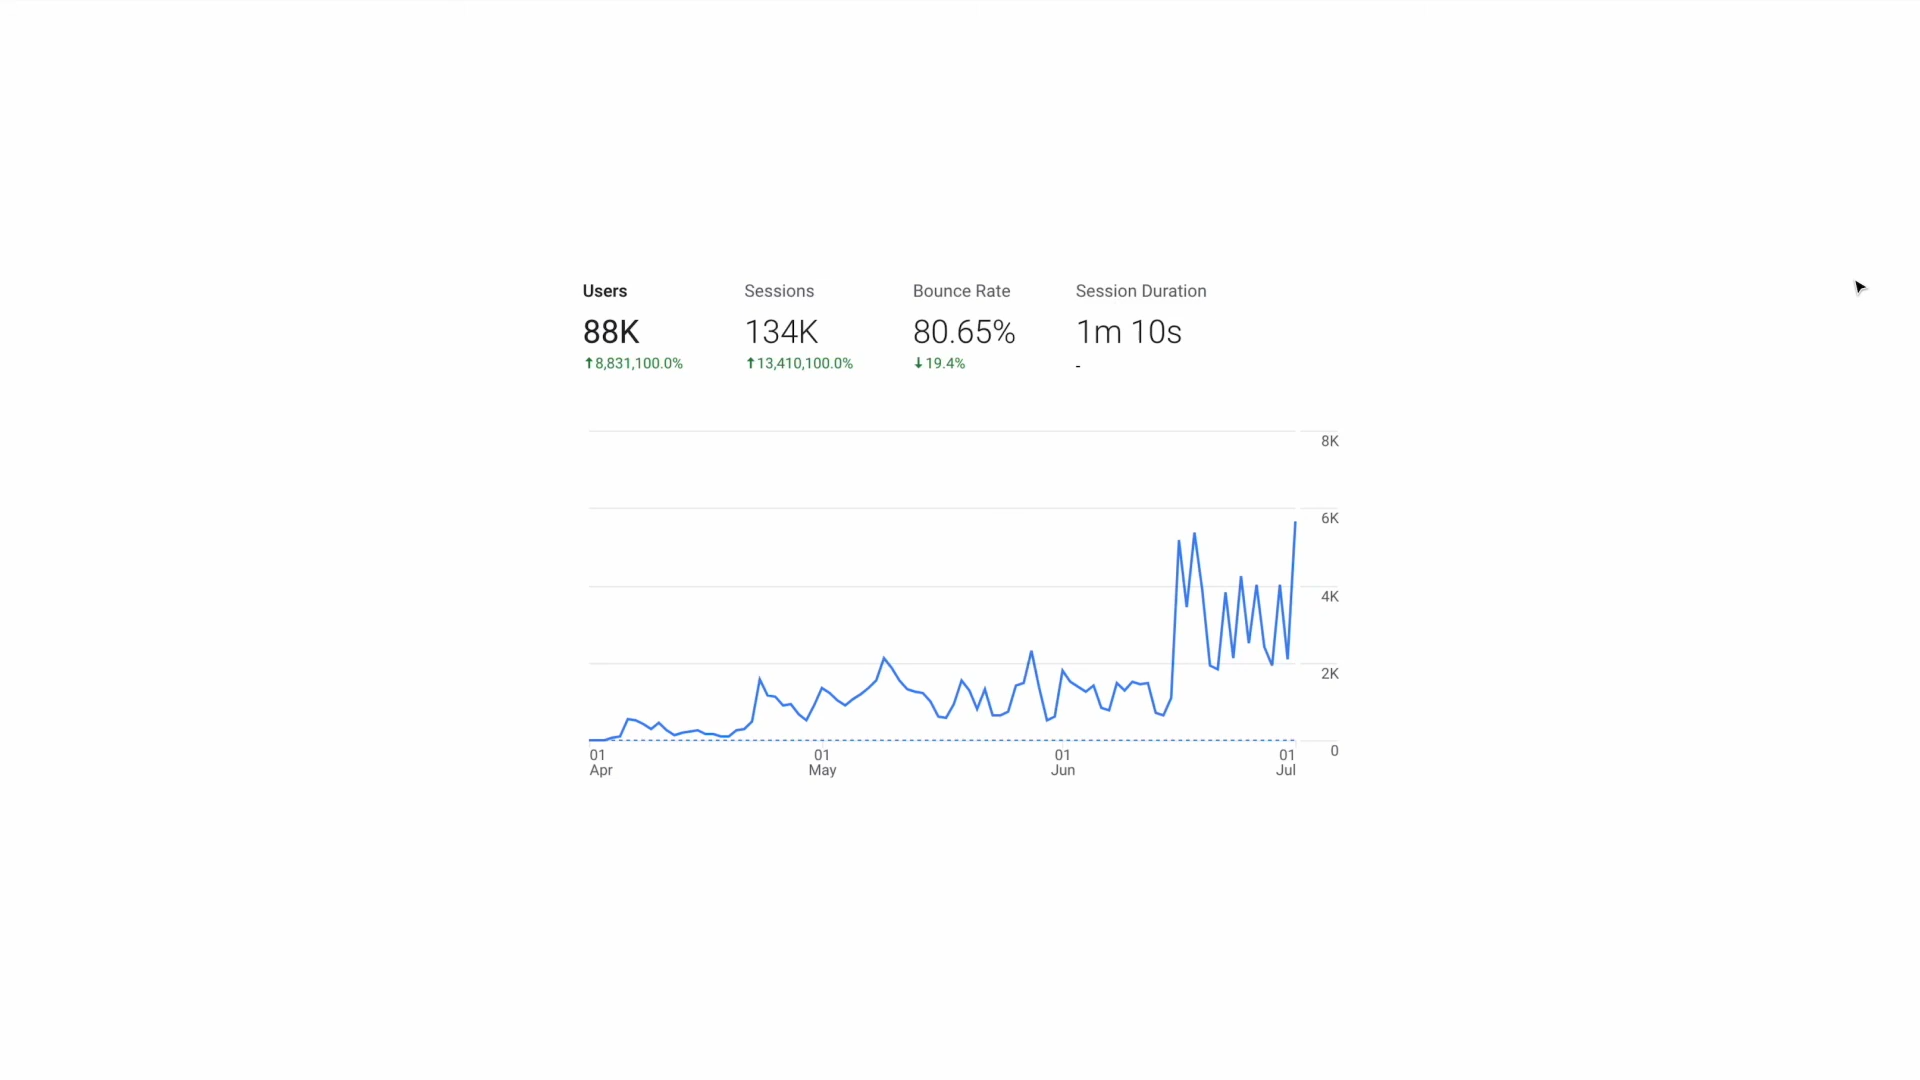 Users
Sessions
Bounce Rate
Session Duration
88K
134K
80.65%
1m 10s
↑8,831,100.0%
↑13,410,100.0%
↓19.4%
-
8K
6K
4K
2K
0
01
Apr
01
May
01
Jun
01
Jul